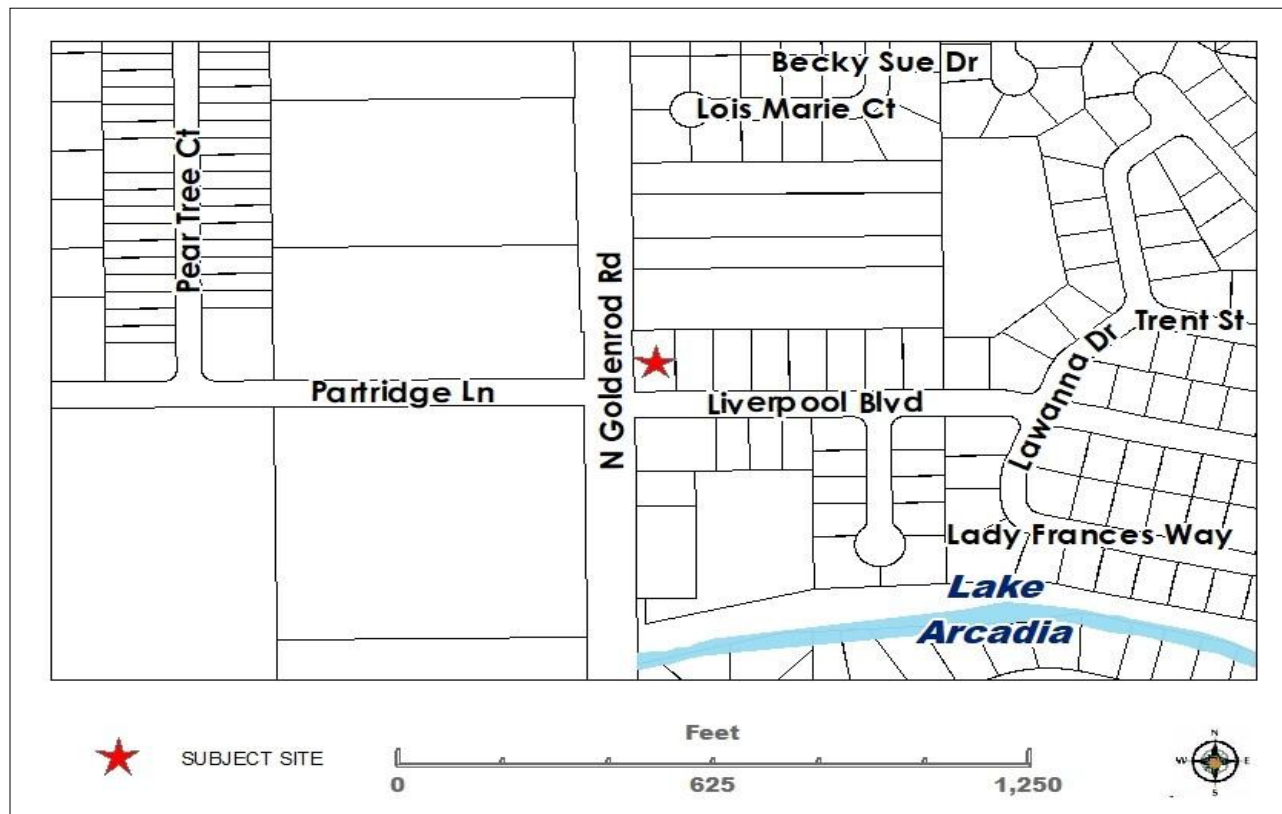 Becky Sue Dr
Lois Marie Ct
Pear Tree Ct
N Goldenrod Rd
Trent St
Lawanna Dr
Partridge Ln
Liverpool Blvd
Lady Frances Way
Lake
Arcadia
SUBJECT SITE
Feet
0 625 1,250
N
W E
S